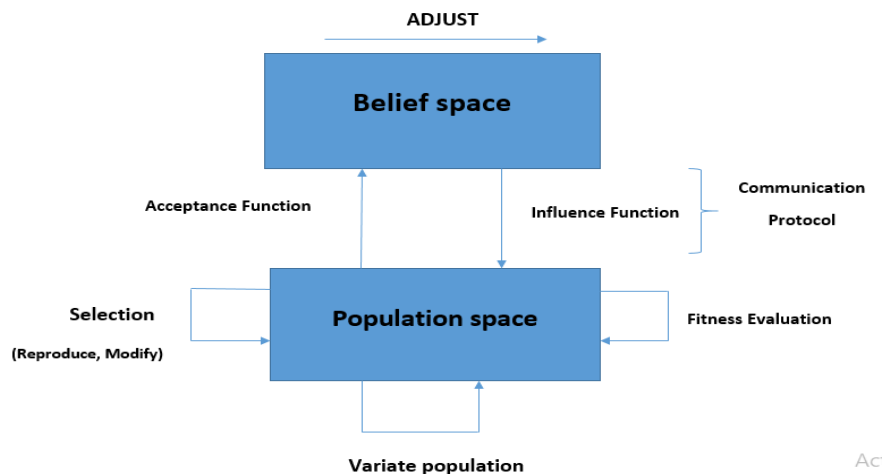 ADJUST
Belief space
Acceptance Function
Influence Function
Communication
Protocol
Selection
(Reproduce, Modify)
Population space
Fitness Evaluation
Variate population